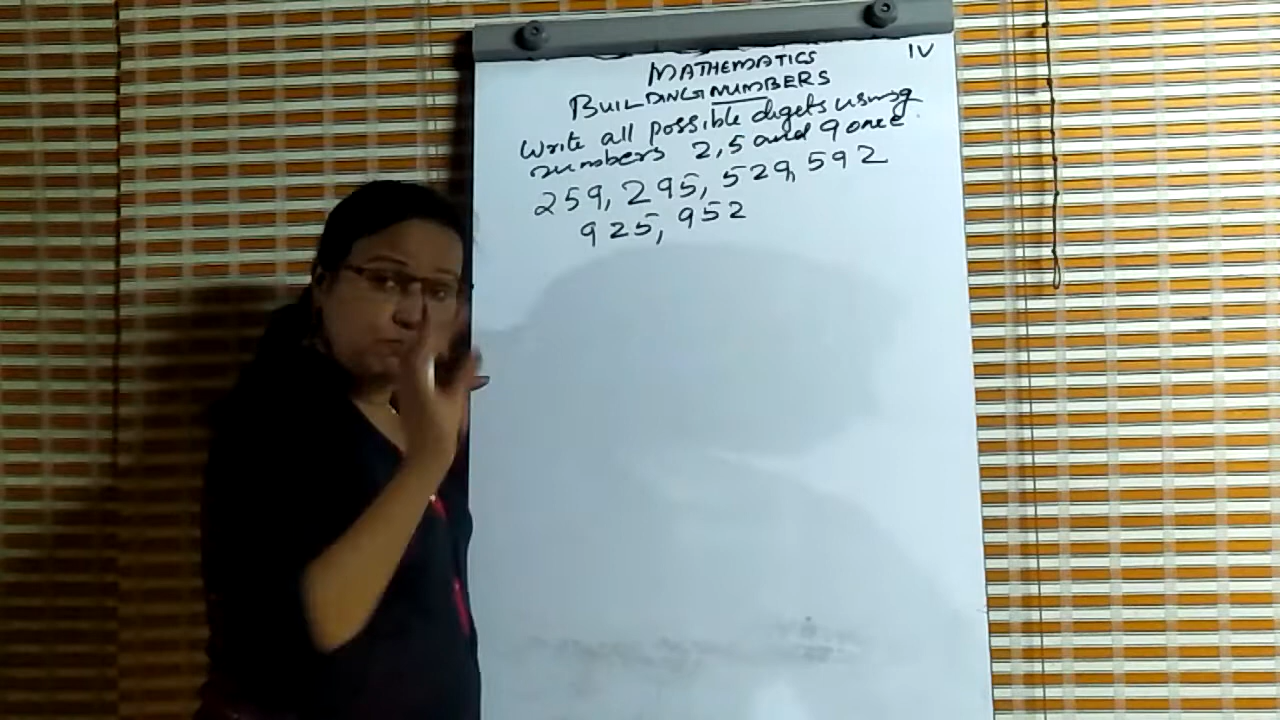 IV
MATHEMATICS
BUILDING NUMBERS
Write all possible digets using
numbers 2,5 and 9 once.
259, 295, 529, 592
925, 952